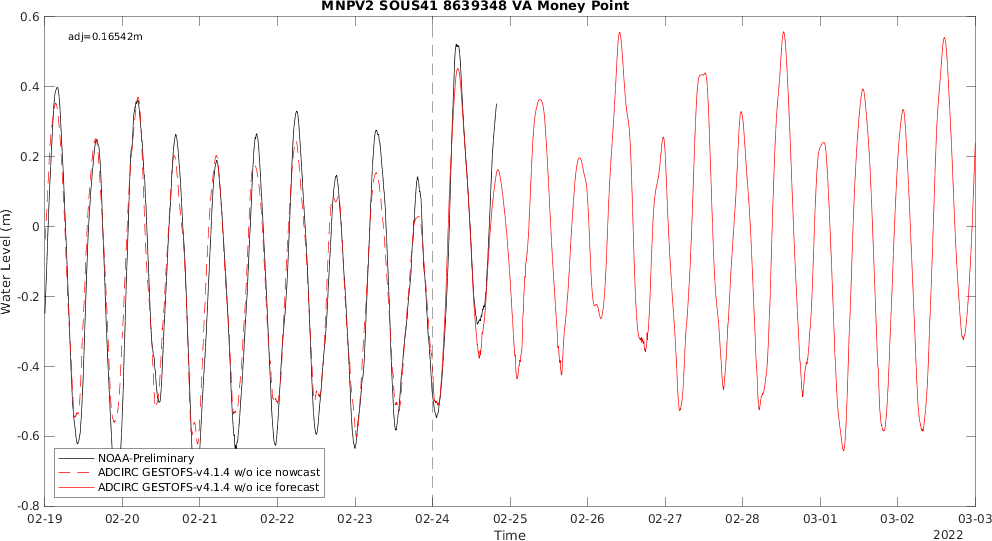 MNPV2 SOUS41 8639348 VA Money Point
adj=0.16542m
Water Level (m)
0.6
0.4
0.2
0
-0.2
-0.4
-0.6
-0.8
NOAA-Preliminary
ADCIRC GESTOFS-v4.1.4 w/o ice nowcast
ADCIRC GESTOFS-v4.1.4 w/o ice forecast
02-19 02-20 02-21 02-22 02-23 02-24 02-25 02-26 02-27 02-28 03-01 03-02 03-03
Time
2022